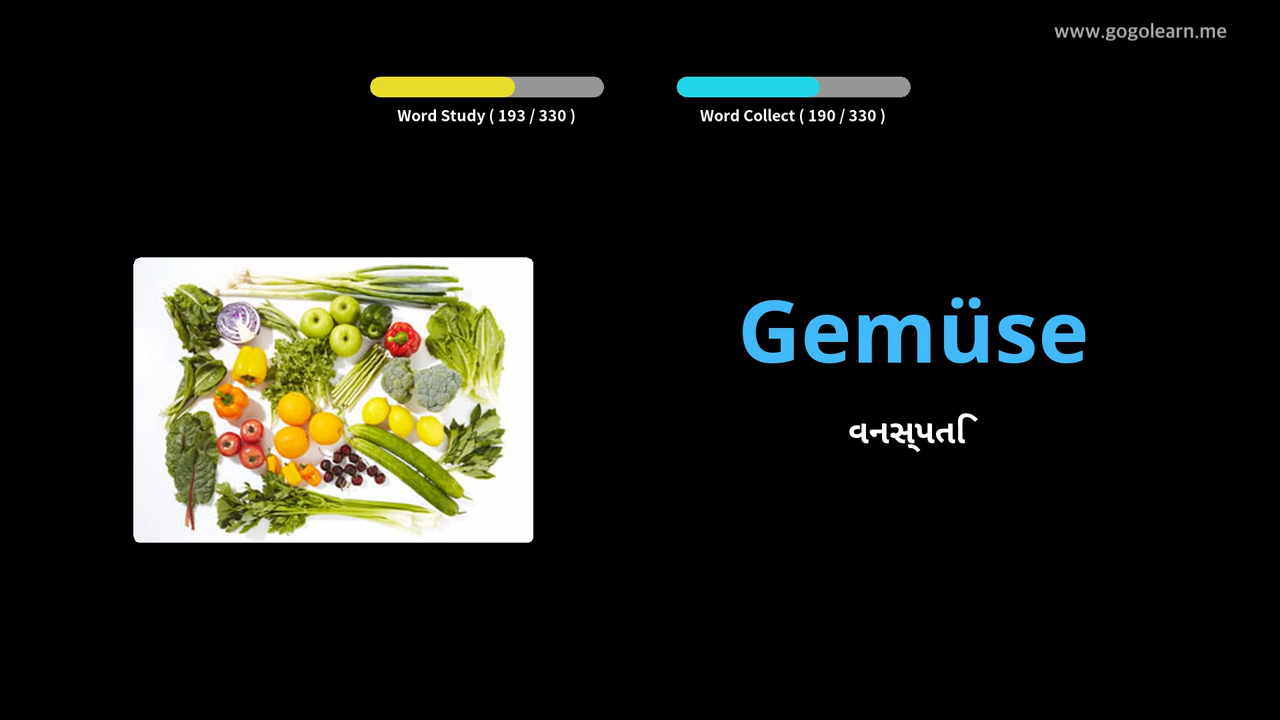 www.gogolearn.me
Word Study ( 193 / 330 )
Word Collect ( 190 / 330 )
Gemüse
વનસ્પતિ